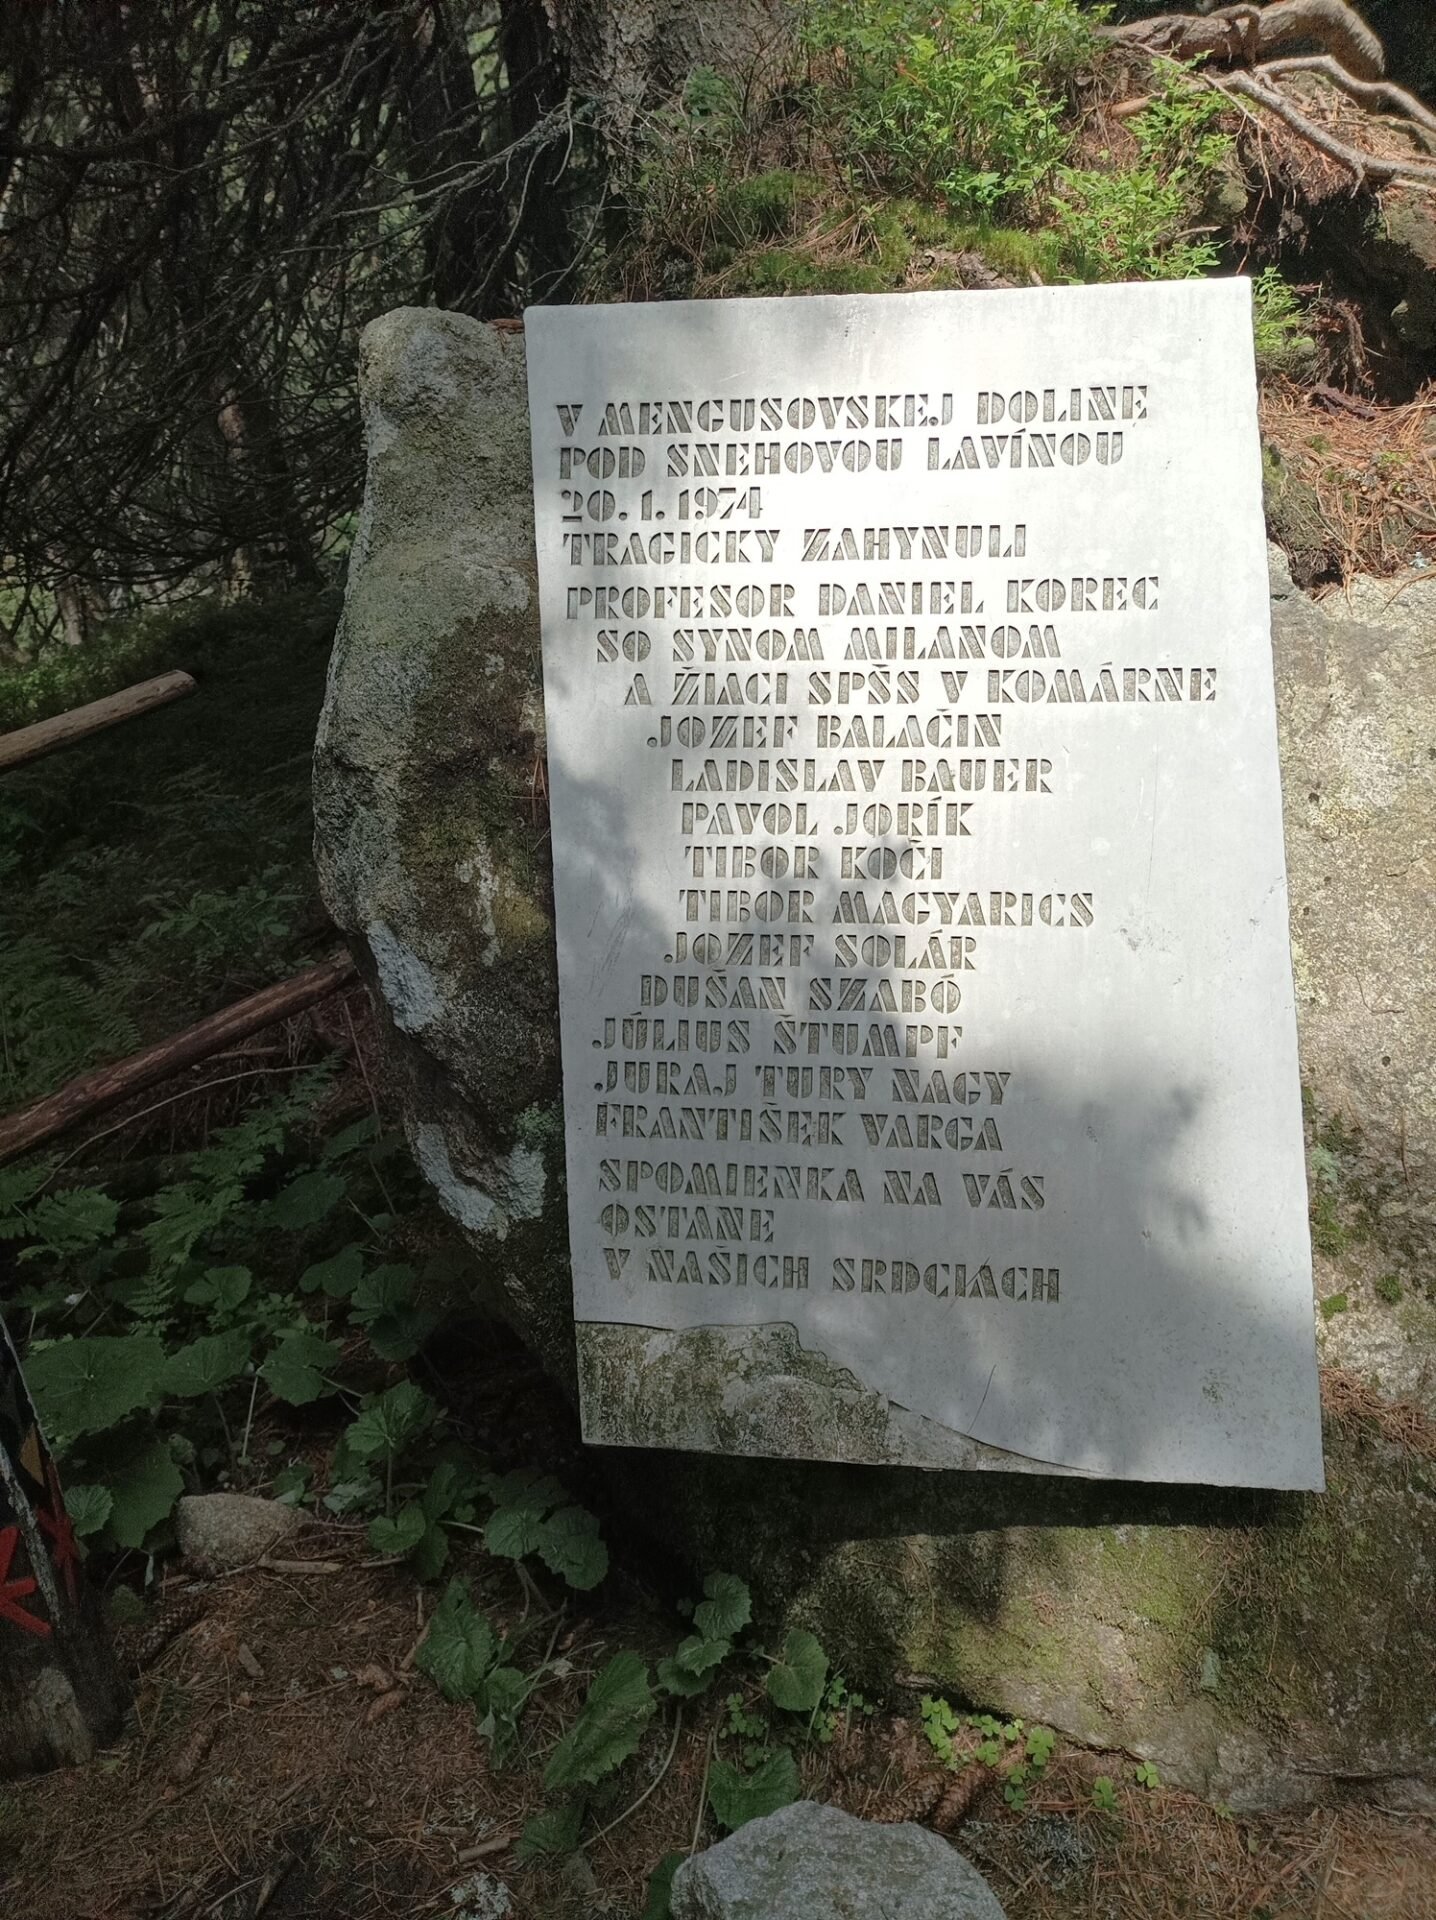 V MENGUSOVSKEJ DOLINE
POD SNEHOVOU LAVÍNOU
20. 1. 1974
TRAGICKY ZAHYNULI
PROFESOR DANIEL KOREC
SO SYNOM MILANOM
A ŽIACI SPŠS V KOMÁRNE
JOZEF BALAČIN
LADISLAV BAUER
PAVOL JORÍK
TIBOR KOČI
TIBOR MAGYARICS
JOZEF SOLÁR
DUŠAN SZABÓ
JÚLIUS ŠTUMPF
JURAJ TURY NAGY
FRANTIŠEK VARGA
SPOMIENKA NA VÁS
OSTANE
V NAŠICH SRDCIACH